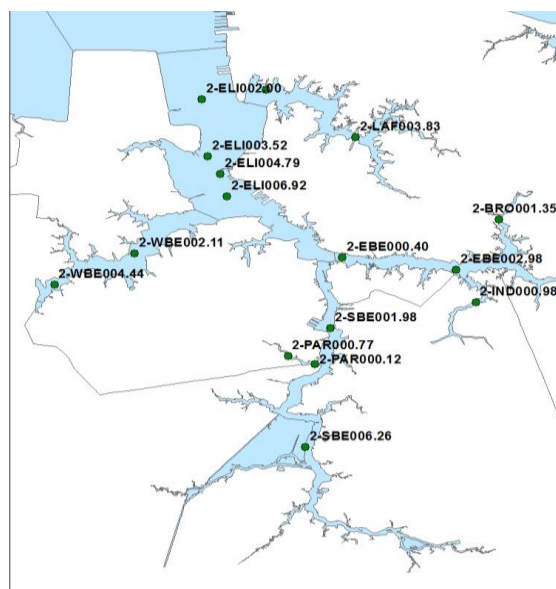 2-ELI002.00
2-LAF003.83
2-ELI003.52
2-ELI004.79
2-ELI006.92
2-BRO001.35
2-WBE002.11
2-EBE000.40
2-EBE002.98
2-WBE004.44
2-IND000.98
2-SBE001.98
2-PAR000.77
2-PAR000.12
2-SBE006.26